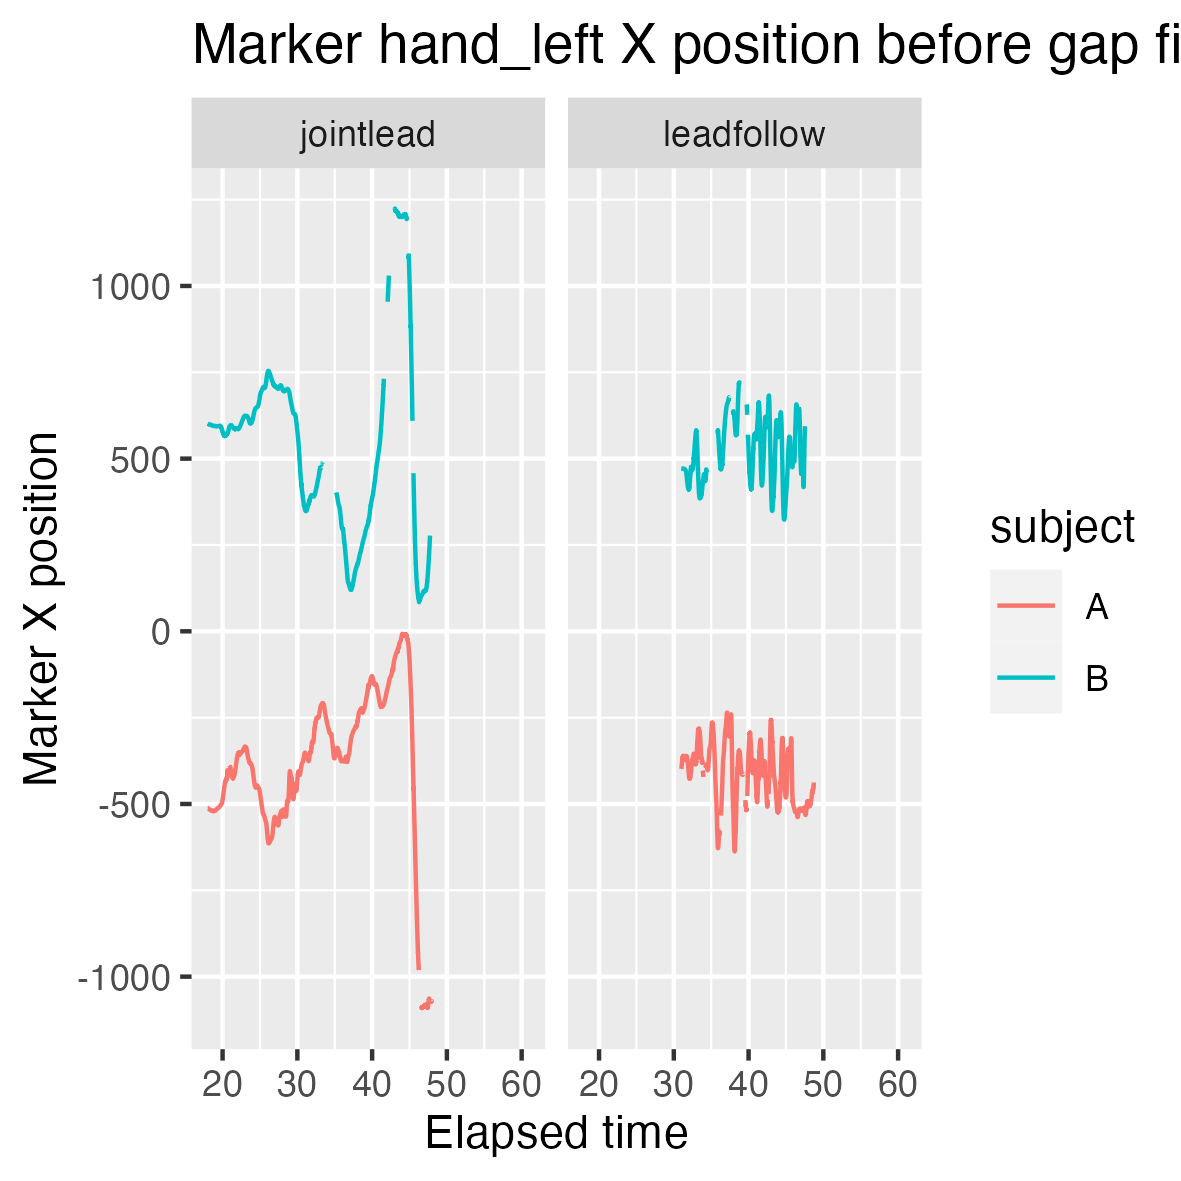 Marker hand_left X position before gap fi
jointlead
leadfollow
Marker X position
1000
500
0
-500
-1000
20 30 40 50 60
20 30 40 50 60
Elapsed time
subject
A
B